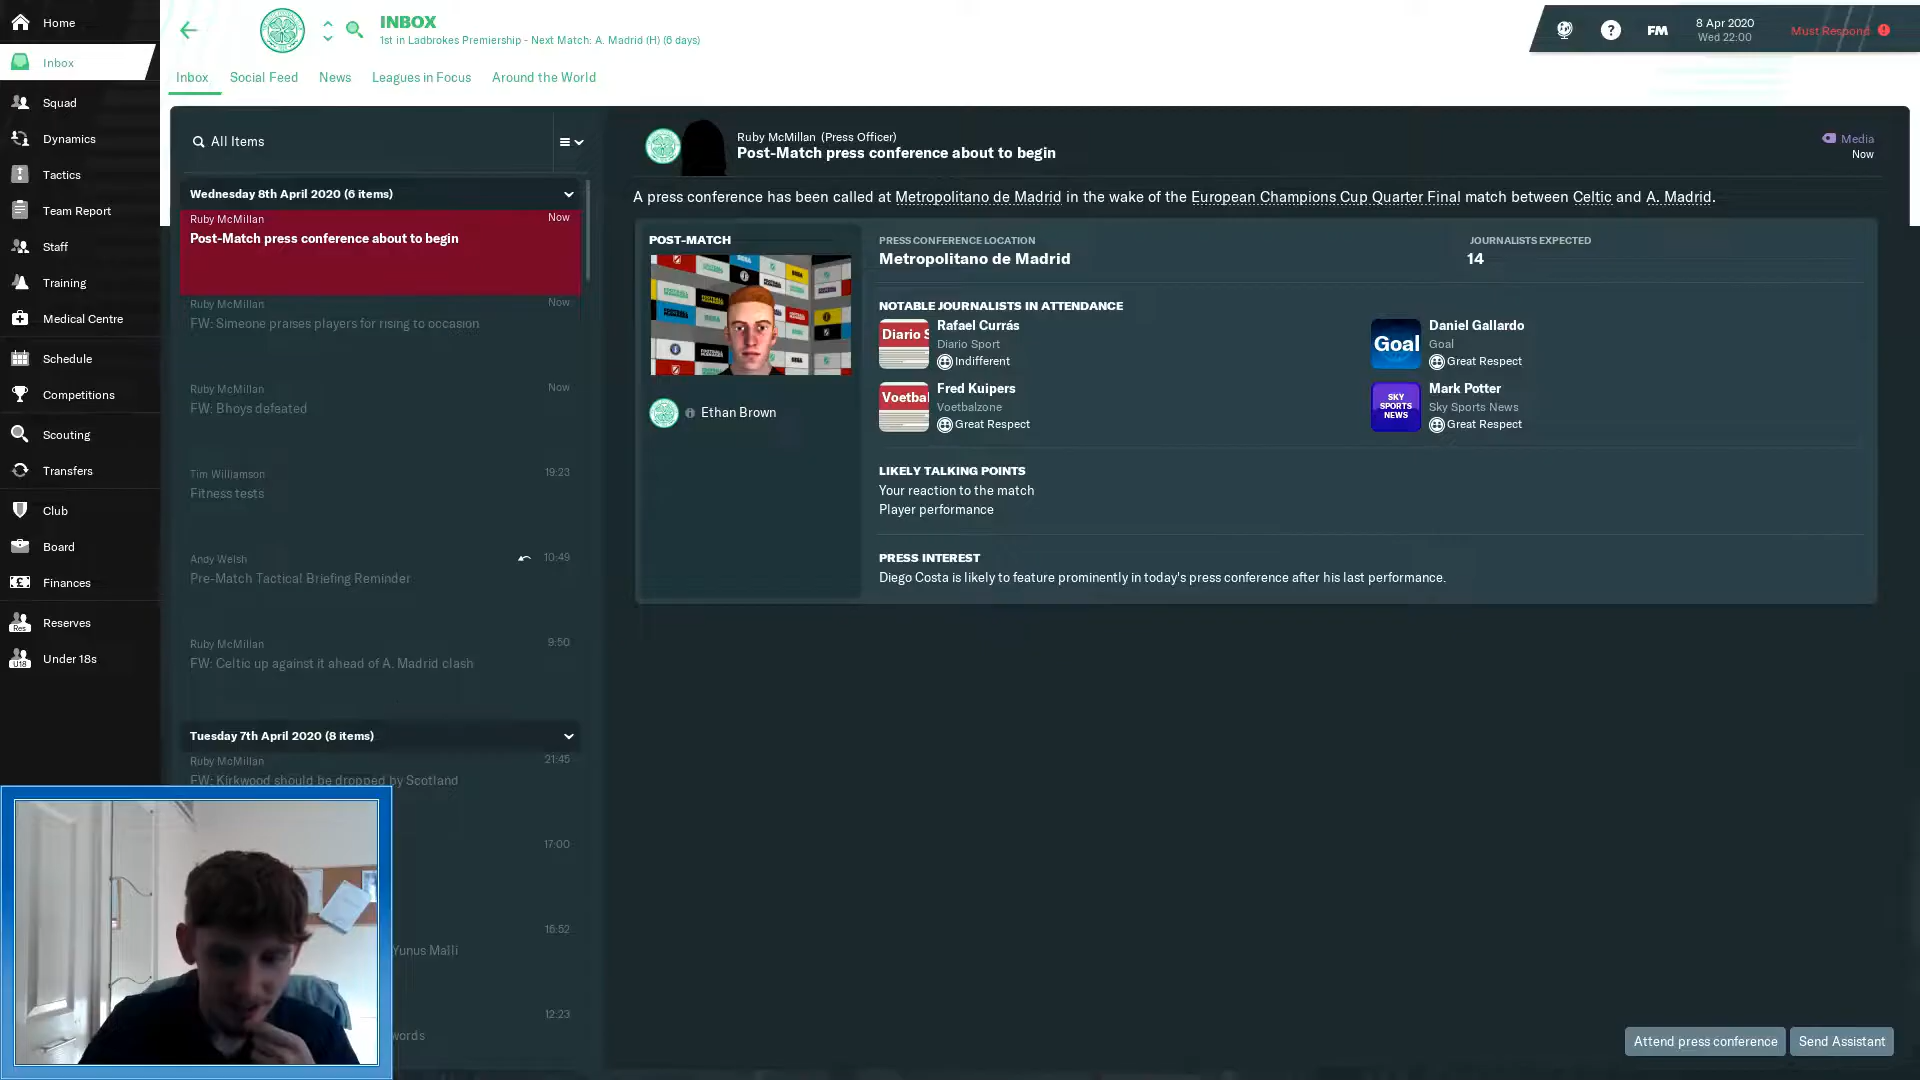 Home
Inbox
Squad
Dynamics
Tactics
Team Report
Staff
Training
Medical Centre
Schedule
Competitions
Scouting
Transfers
Club
Board
Finances
Reserves
Under 18s
INBOX
1st in Ladbrokes Premiership - Next Match: A. Madrid (H) (6 days)
FM
8 Apr 2020
Wed 22:00
Must Respond
Inbox Social Feed News Leagues in Focus Around the World
All Items
Wednesday 8th April 2020 (6 items)
Ruby McMillan Now
Post-Match press conference about to begin
Ruby McMillan Now
FW: Simeone praises players for rising to occasion
Ruby McMillan Now
FW: Bhoys defeated
Tim Williamson 19:23
Fitness tests
Andy Welsh 10:49
Pre-Match Tactical Briefing Reminder
Ruby McMillan 9:50
FW: Celtic up against it ahead of A. Madrid clash
Tuesday 7th April 2020 (8 items)
Ruby McMillan 21:45
FW: Kirkwood should be dropped by Scotland
17:00
16:52
Yunus Malli
12:23
words
Ruby McMillan (Press Officer)
Post-Match press conference about to begin
Media
Now
A press conference has been called at Metropolitano de Madrid in the wake of the European Champions Cup Quarter Final match between Celtic and A. Madrid.
POST-MATCH
Ethan Brown
PRESS CONFERENCE LOCATION
Metropolitano de Madrid
JOURNALISTS EXPECTED
14
NOTABLE JOURNALISTS IN ATTENDANCE
Diario S
Rafael Currás
Diario Sport
Indifferent
Goal
Daniel Gallardo
Goal
Great Respect
Voetbal
Fred Kuipers
Voetbalzone
Great Respect
SKY SPORTS NEWS
Mark Potter
Sky Sports News
Great Respect
LIKELY TALKING POINTS
Your reaction to the match
Player performance
PRESS INTEREST
Diego Costa is likely to feature prominently in today's press conference after his last performance.
Attend press conference
Send Assistant